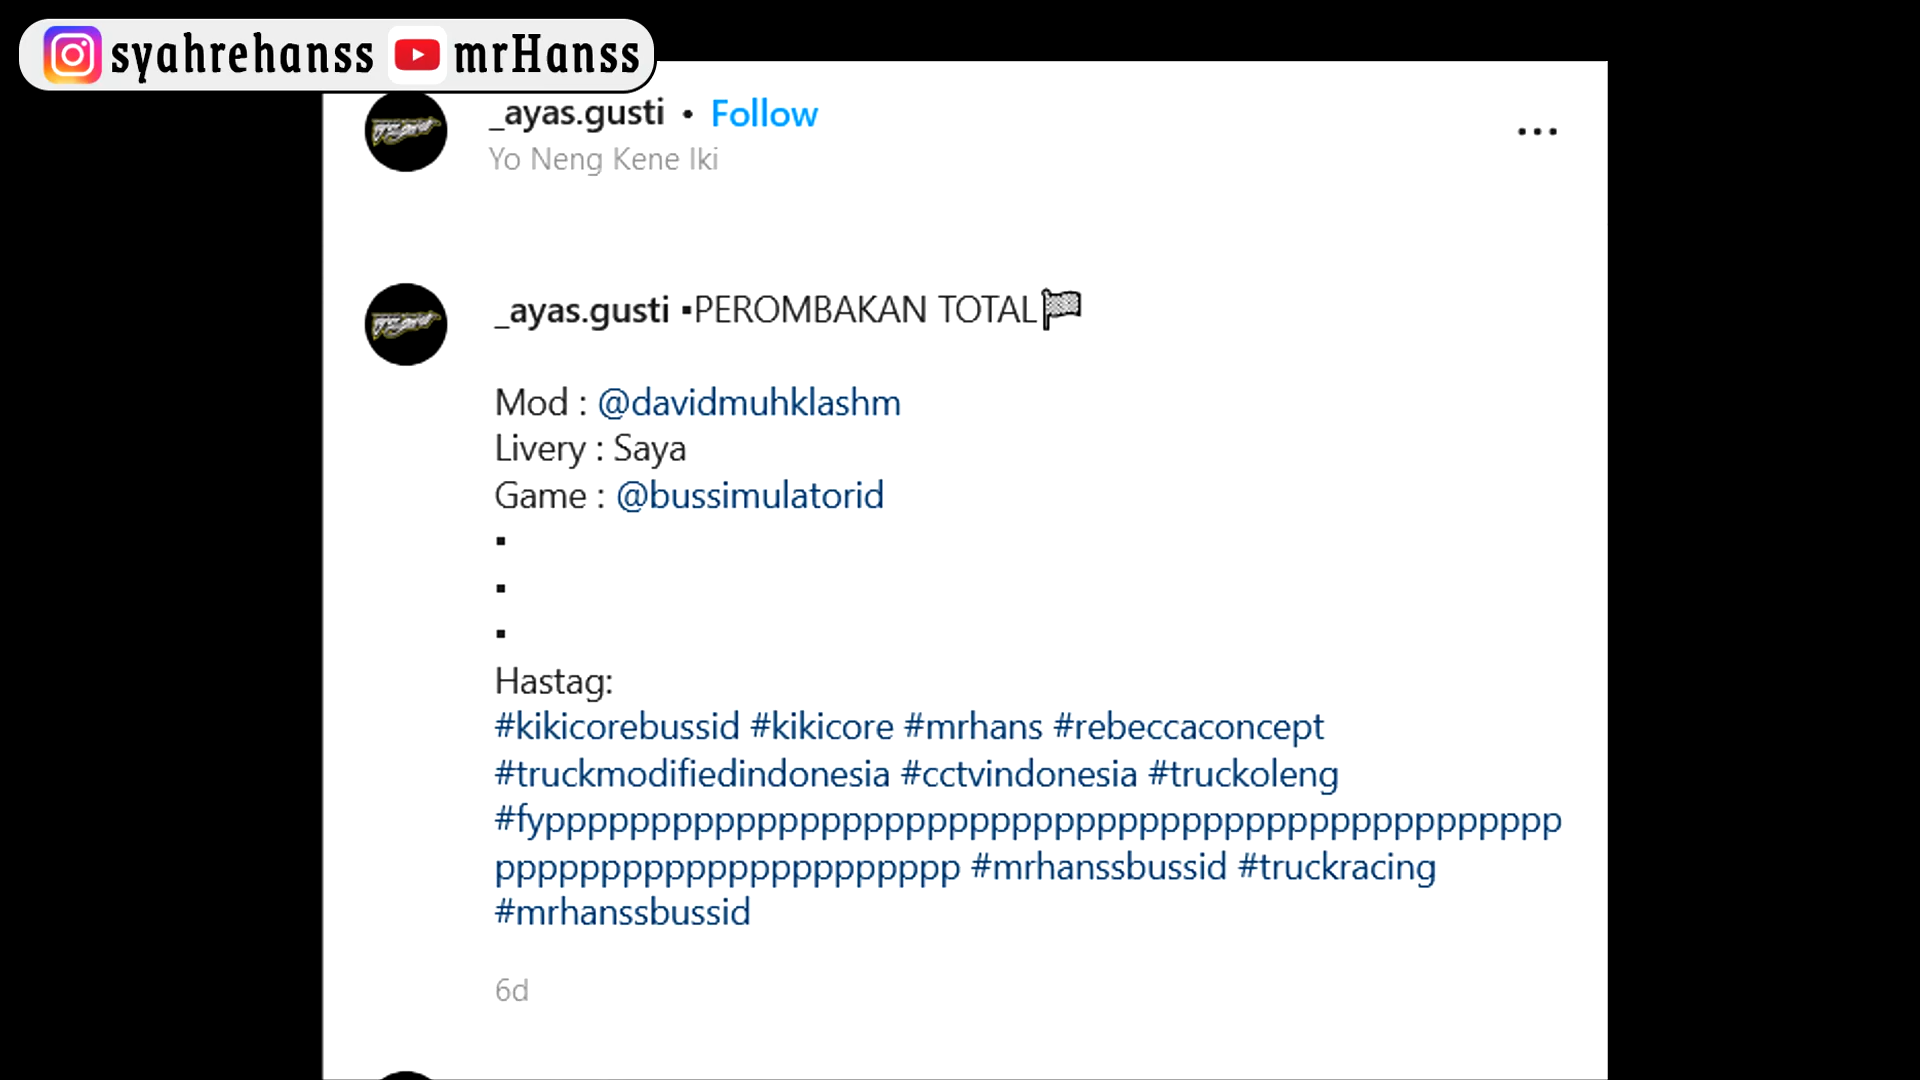 syahrehanss mrHanss
_ayas.gusti • Follow
Yo Neng Kene Iki
_ayas.gusti ▪PEROMBAKAN TOTAL🏁
Mod : @davidmuhklashm
Livery : Saya
Game : @bussimulatorid
▪
▪
▪
Hastag:
#kikicorebussid #kikicore #mrhans #rebeccaconcept
#truckmodifiedindonesia #cctvindonesia #truckoleng
#fypppppppppppppppppppppppppppppppppppppppppppppppp
pppppppppppppppppppppp #mrhanssbussid #truckracing
#mrhanssbussid
6d